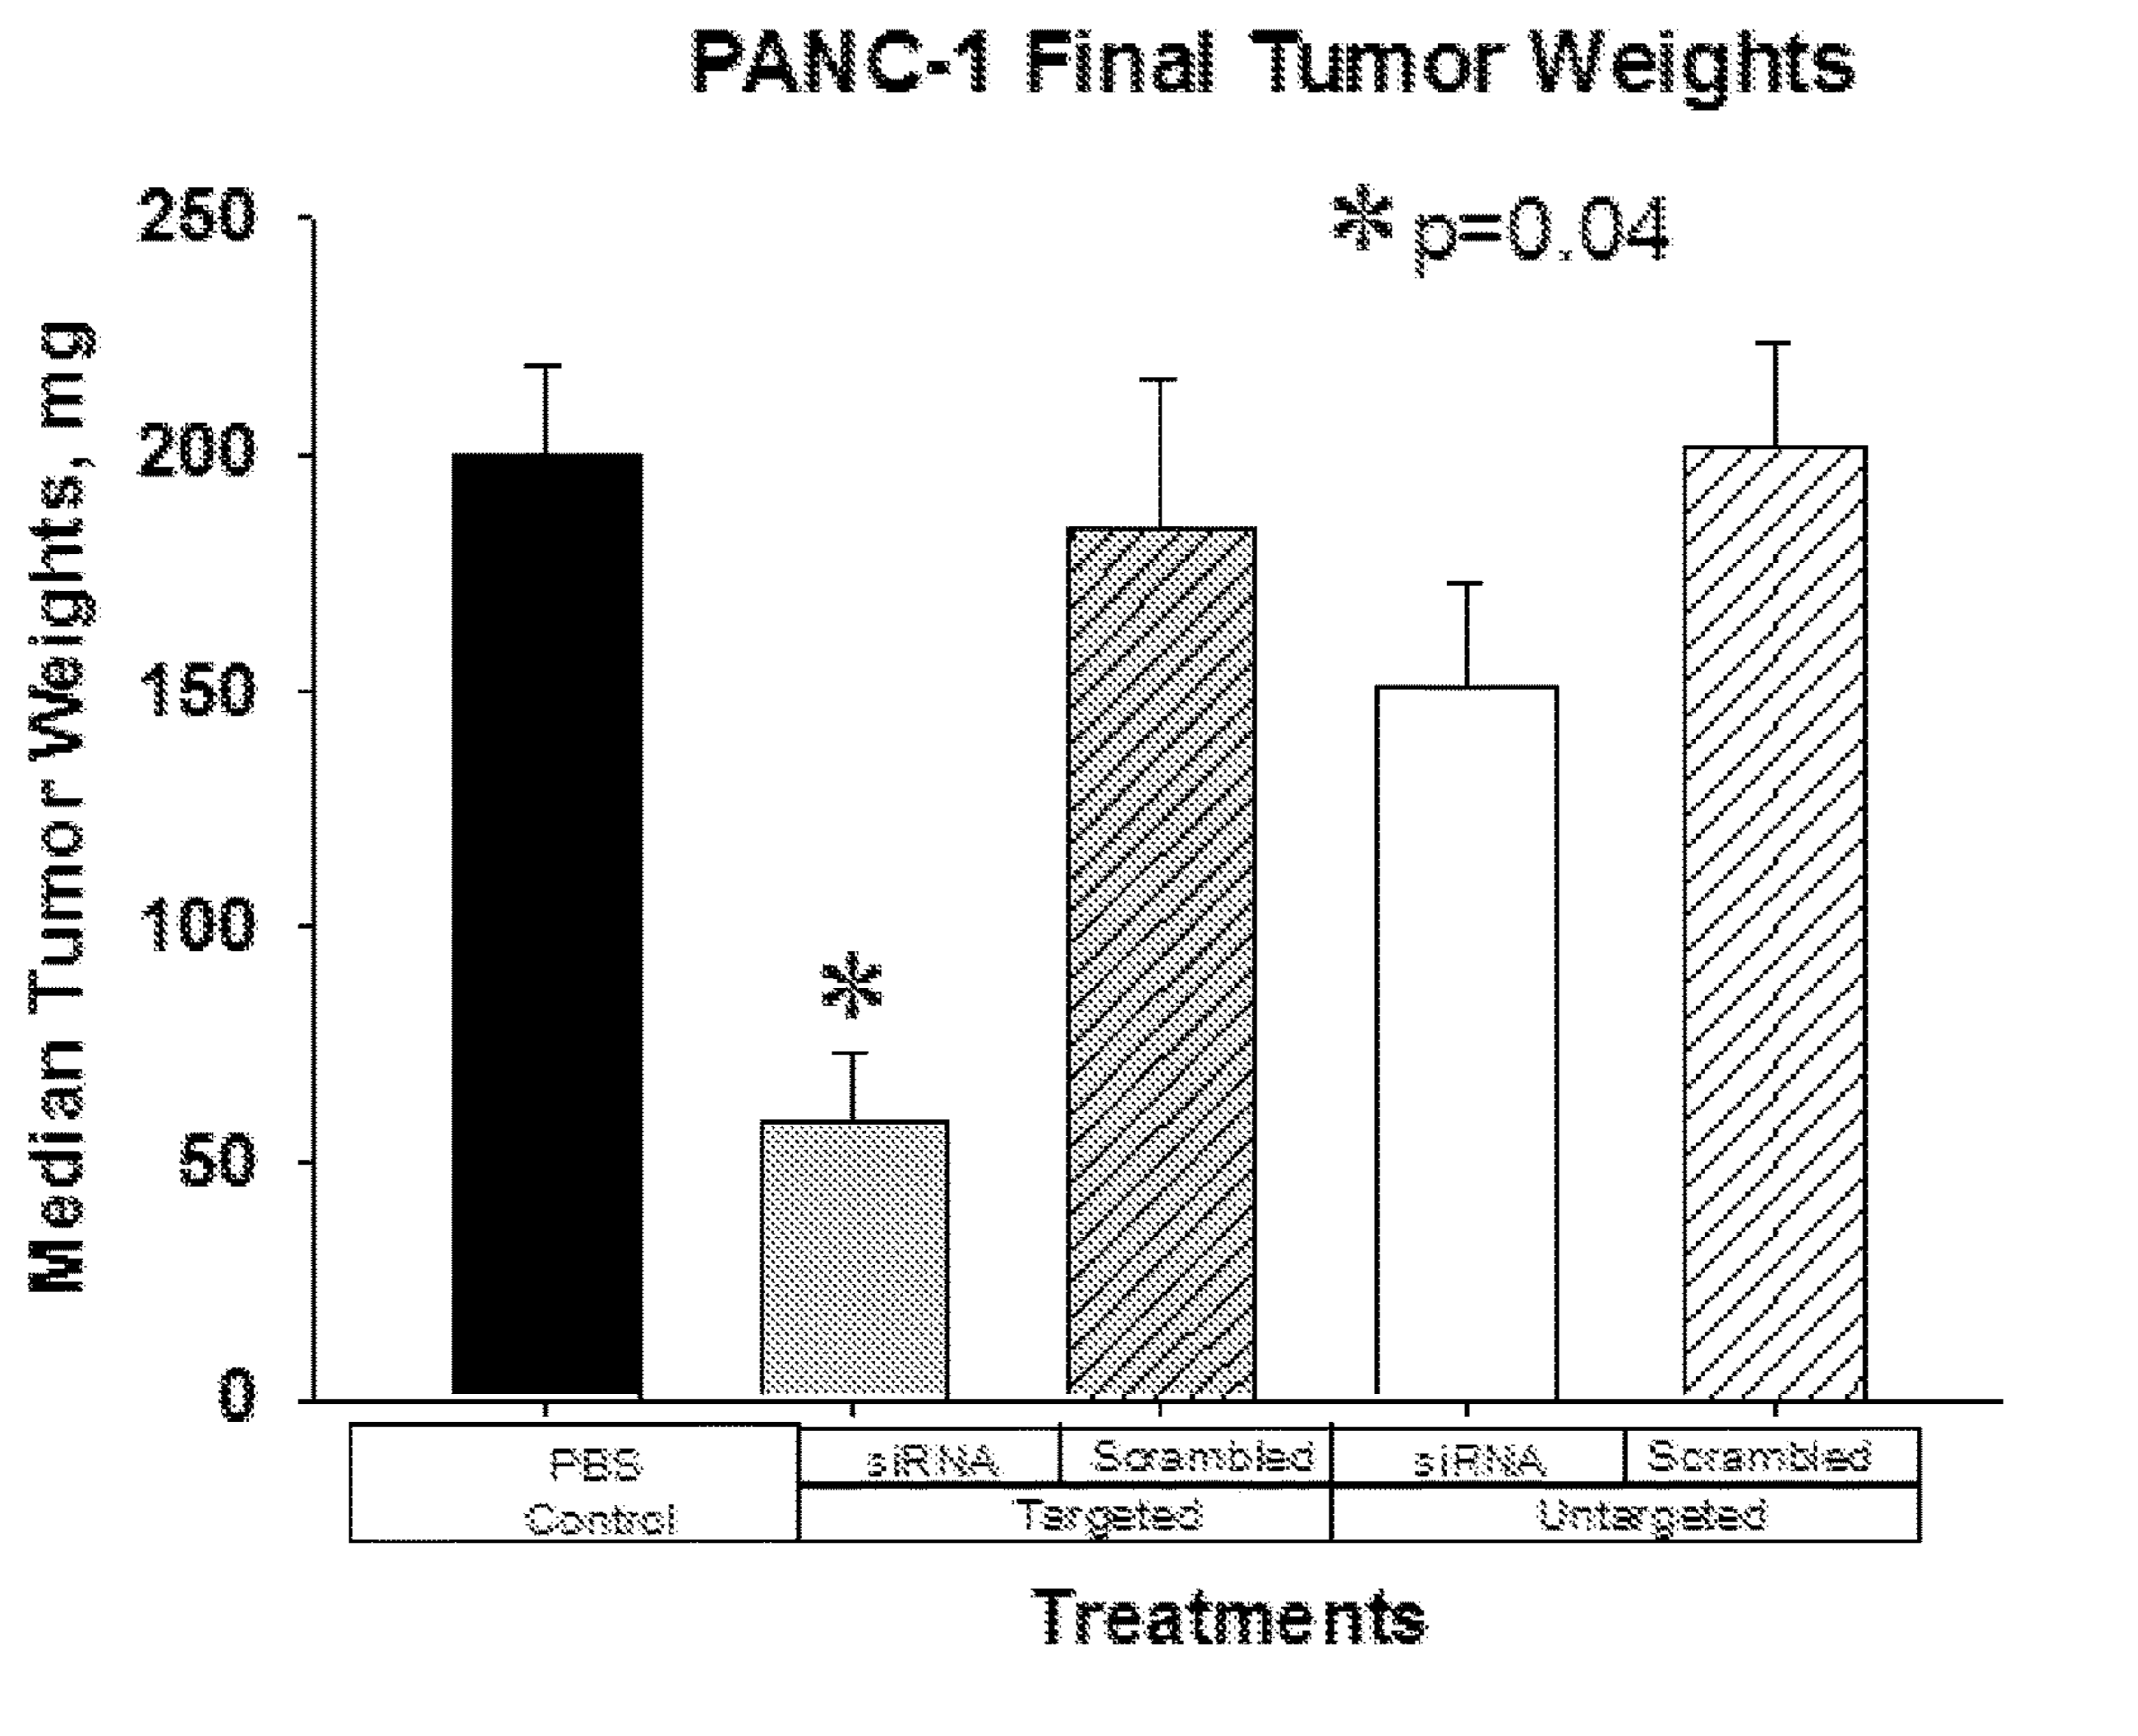 PANC-1 Final Tumor Weights
* p=0.04
Median Tumor Weights, mg
250
200
150
100
50
0
*
PBS
Control
siRNA
Scrambled
siRNA
Scrambled
Targeted
Untargeted
Treatments